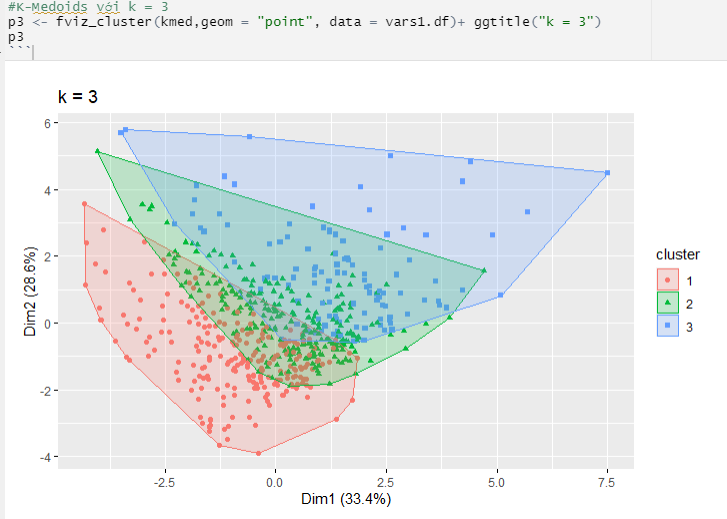 #K-Medoids với k = 3
p3 <- fviz_cluster(kmed,geom = "point", data = vars1.df)+ ggtitle("k = 3")
p3
```
k = 3
6
4
2
0
-2
-4
Dim2 (28.6%)
-2.5 0.0 2.5 5.0 7.5
Dim1 (33.4%)
cluster
1
2
3